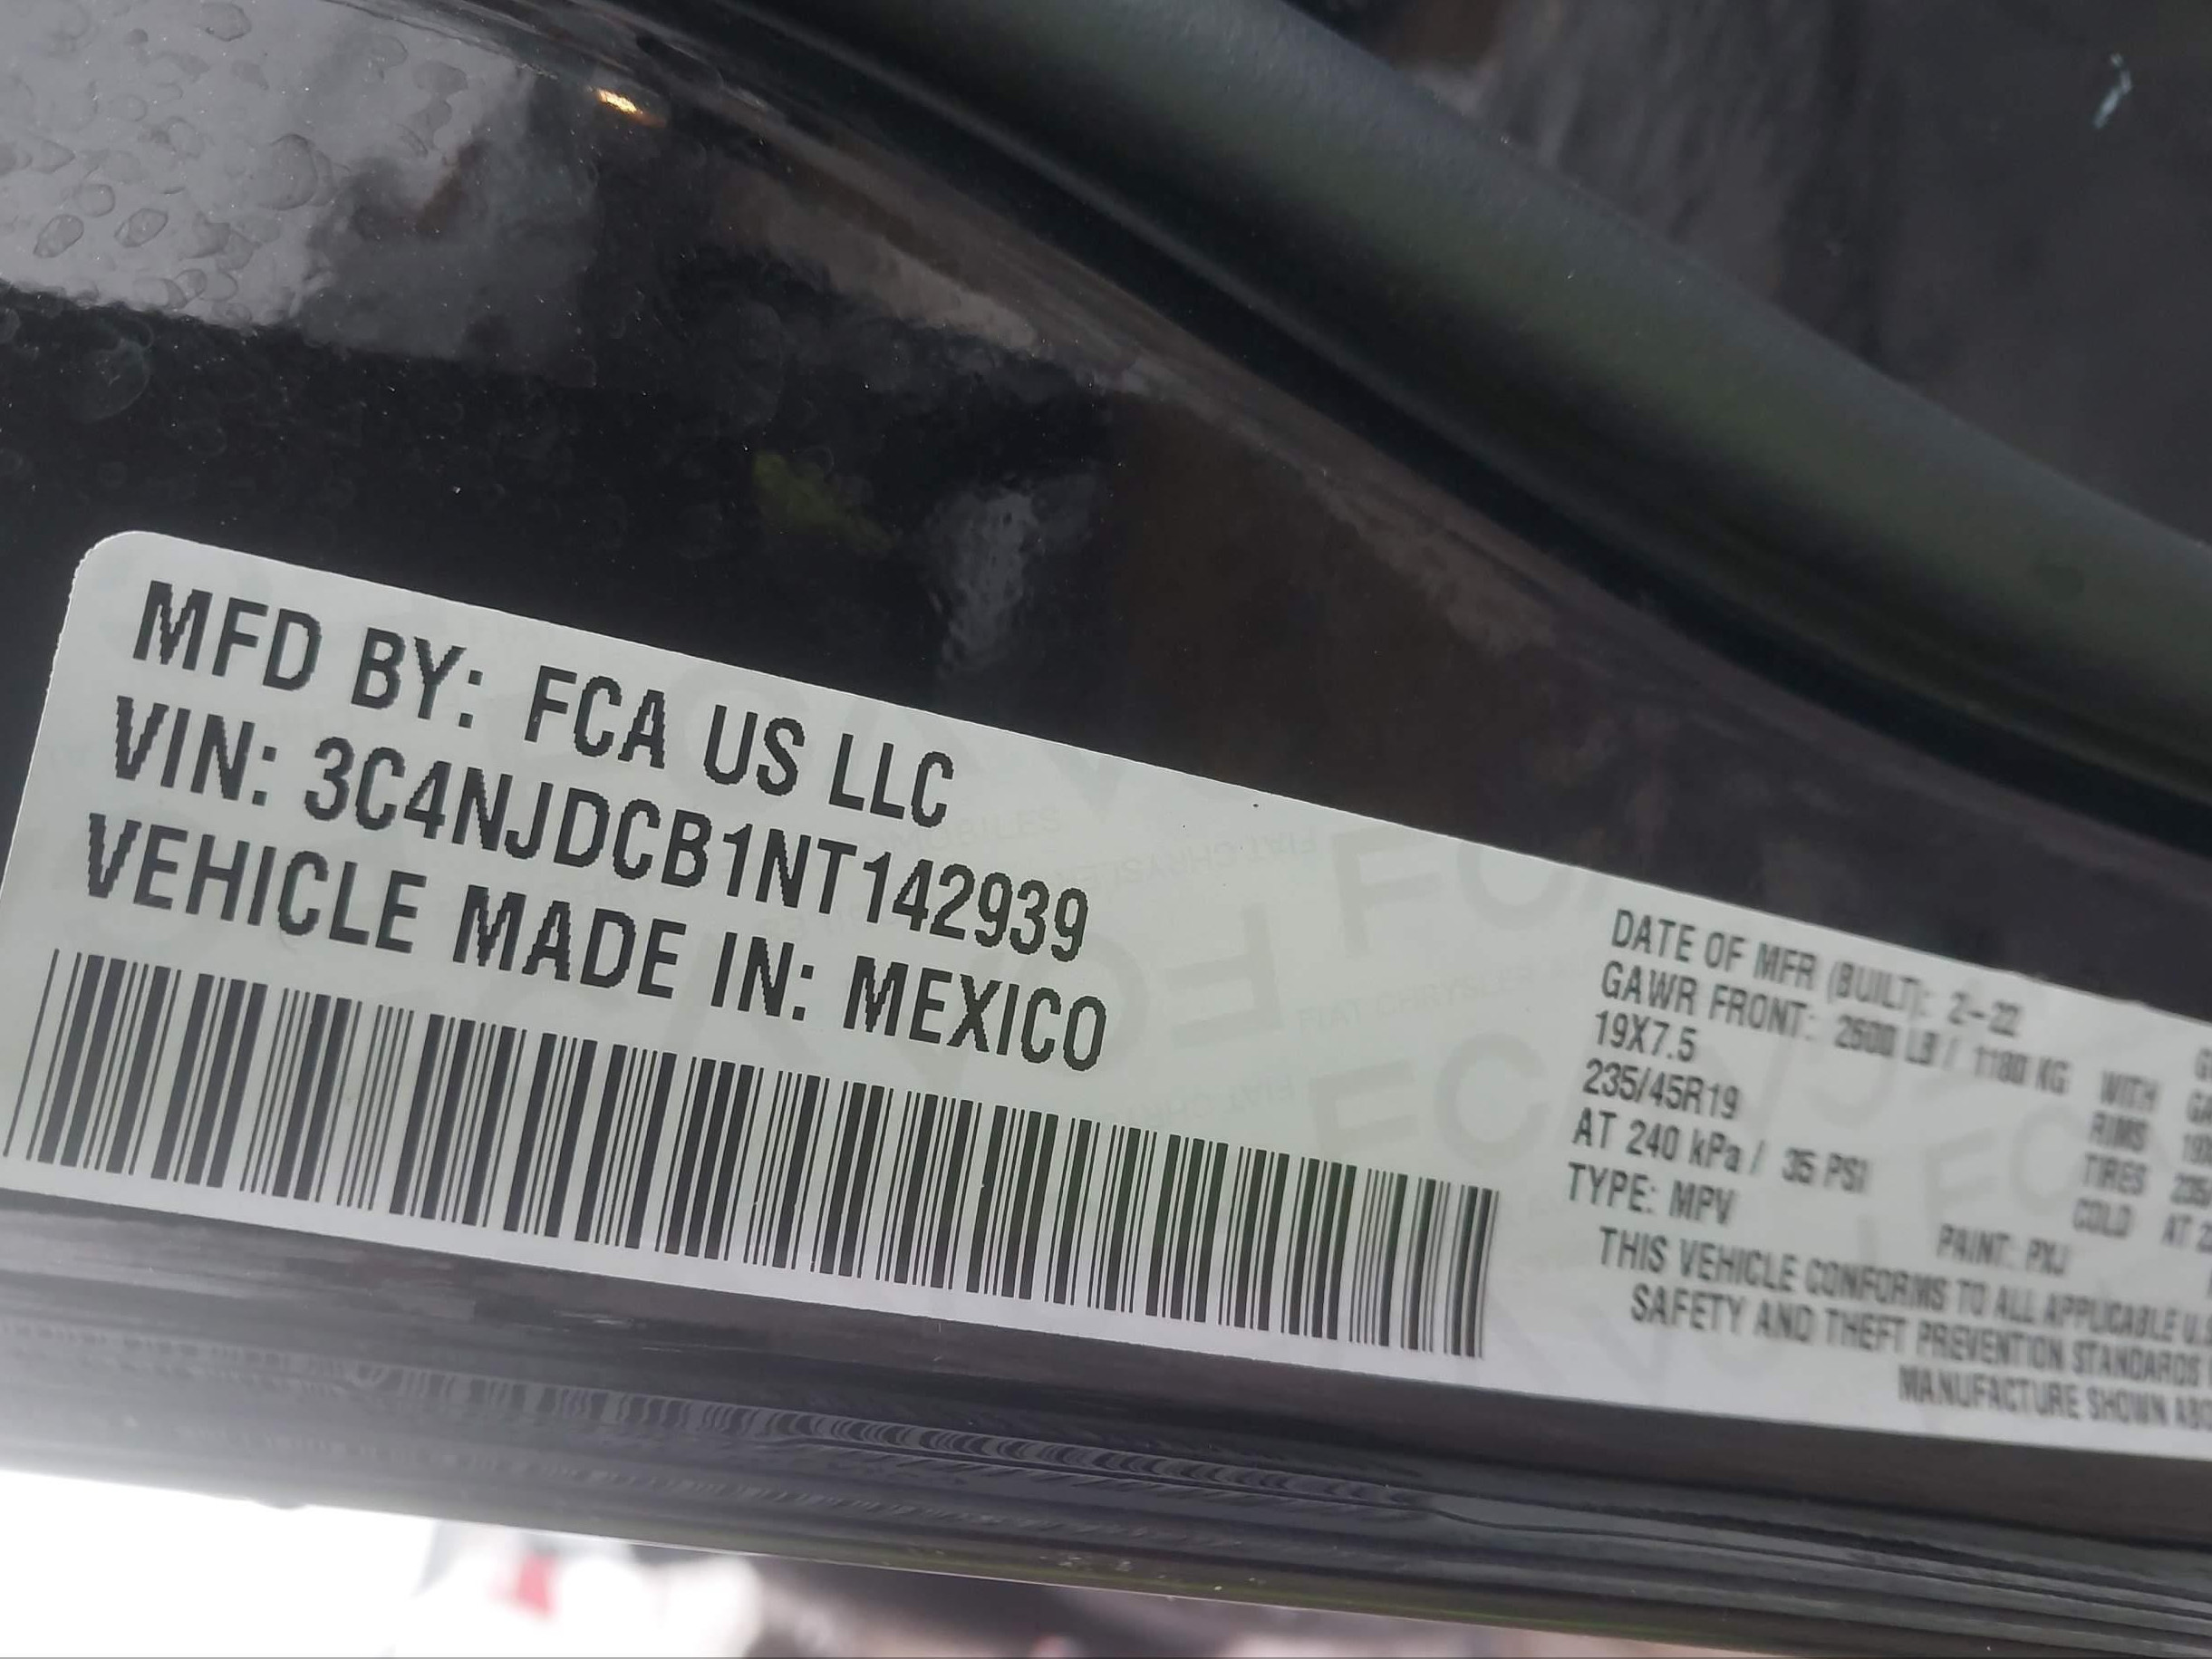 MFD BY: FCA US LLC
VIN: 3C4NJDCB1NT142939
VEHICLE MADE IN: MEXICO
DATE OF MFR (BUILT): 2-22
GAWR FRONT: 2600 LB / 1180 KG WITH
19X7.5 RIMS
235/45R19 TIRES
AT 240 kPa / 35 PSI COLD AT
TYPE: MPV PAINT: PXJ
THIS VEHICLE CONFORMS TO ALL APPLICABLE U.S.
SAFETY AND THEFT PREVENTION STANDARDS
MANUFACTURE SHOWN